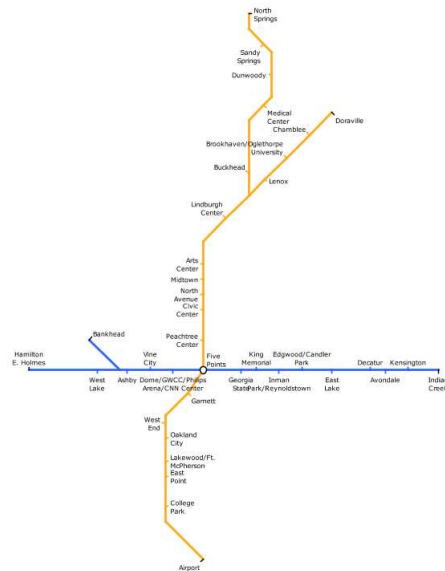 North
Springs
Sandy
Springs
Dunwoody
Medical
Center
Chamblee
Doraville
Brookhaven/Oglethorpe
University
Buckhead
Lenox
Lindburgh
Center
Arts
Center
Midtown
North
Avenue
Civic
Center
Peachtree
Center
Bankhead
Hamilton
E. Holmes
Vine
City
Five
Points
King
Memorial
Edgwood/Candler
Park
Decatur
Kensington
West
Lake
Ashby
Dome/GWCC/Philips
Arena/CNN Center
Georgia
State
Inman
Park/Reynoldstown
East
Lake
Avondale
Indian
Creek
Garnett
West
End
Oakland
City
Lakewood/Ft.
McPherson
East
Point
College
Park
Airport